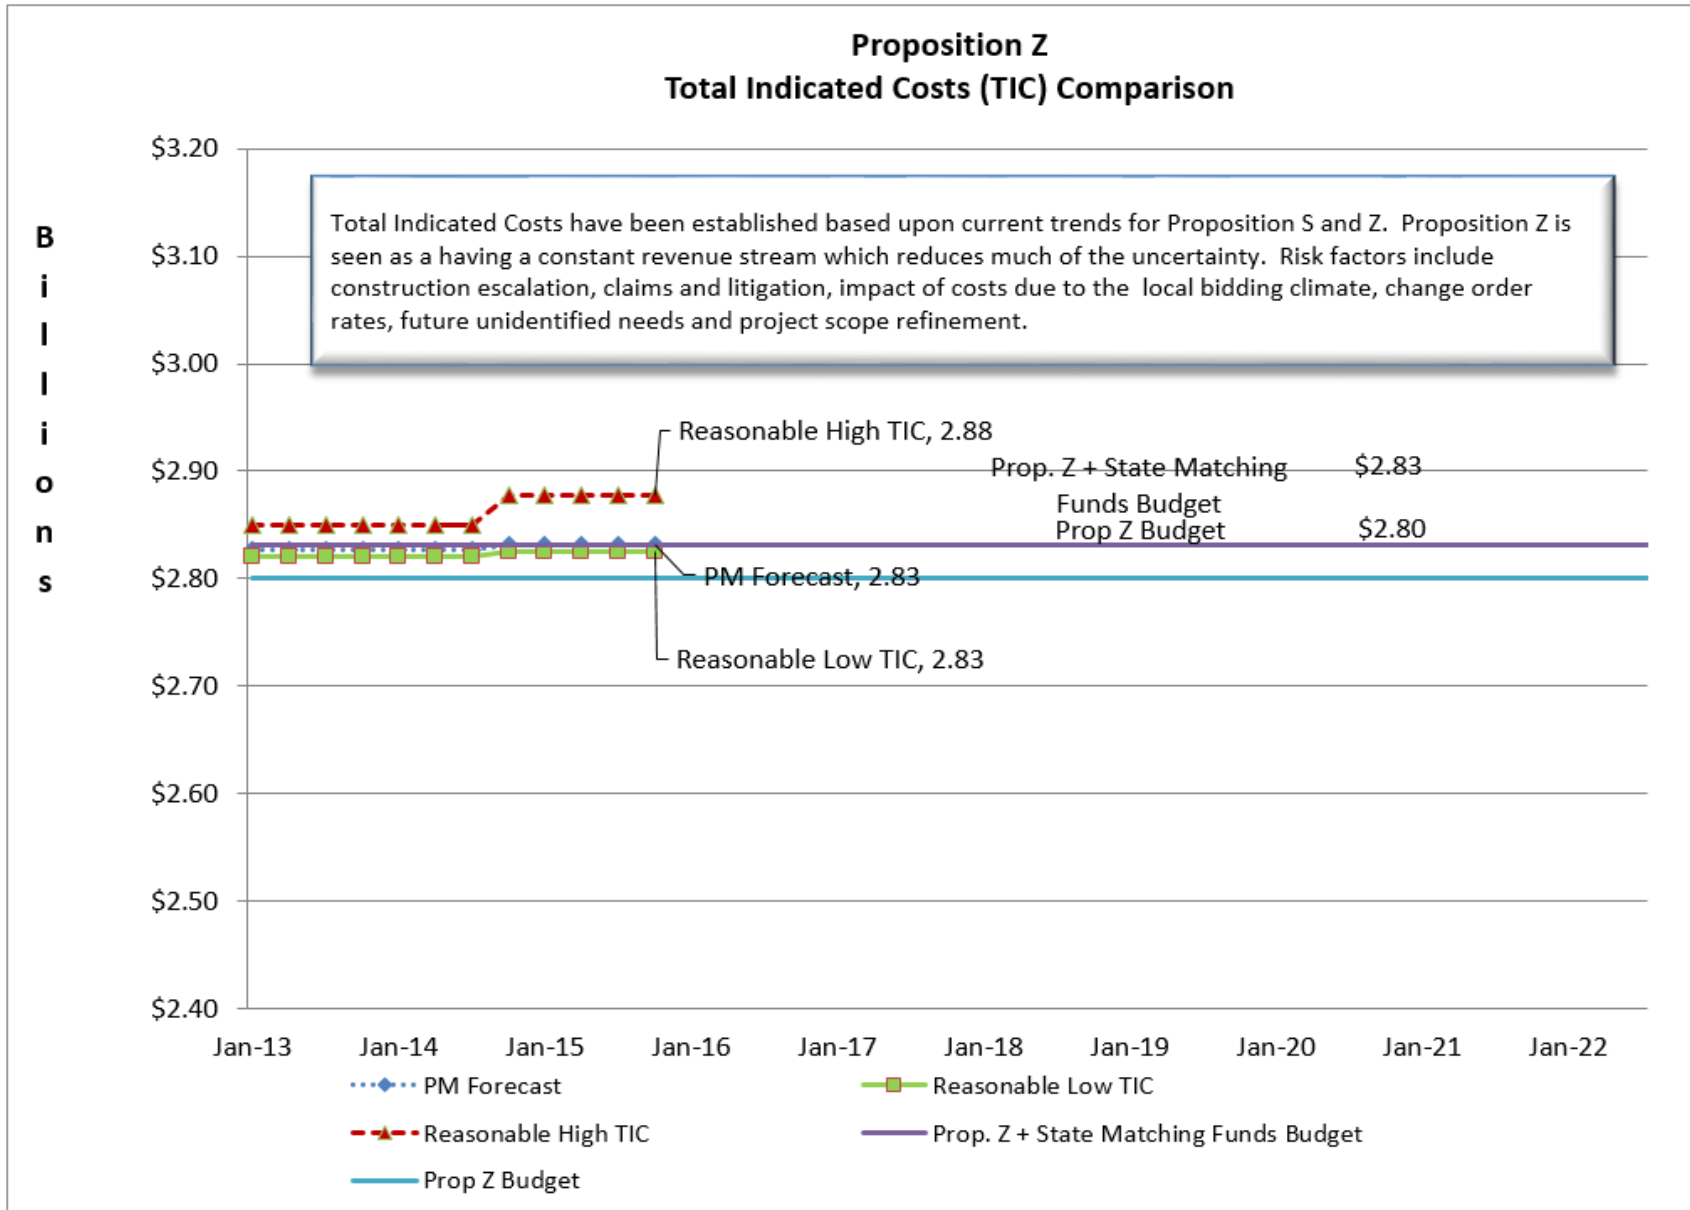 Proposition Z
Total Indicated Costs (TIC) Comparison
Billions
$3.20
$3.10
$3.00
$2.90
$2.80
$2.70
$2.60
$2.50
$2.40
Total Indicated Costs have been established based upon current trends for Proposition S and Z.  Proposition Z is
seen as a having a constant revenue stream which reduces much of the uncertainty.  Risk factors include
construction escalation, claims and litigation, impact of costs due to the  local bidding climate, change order
rates, future unidentified needs and project scope refinement.
Reasonable High TIC, 2.88
Prop. Z + State Matching $2.83
Funds Budget
Prop Z Budget $2.80
PM Forecast, 2.83
Reasonable Low TIC, 2.83
Jan-13 Jan-14 Jan-15 Jan-16 Jan-17 Jan-18 Jan-19 Jan-20 Jan-21 Jan-22
PM Forecast Reasonable Low TIC
Reasonable High TIC Prop. Z + State Matching Funds Budget
Prop Z Budget